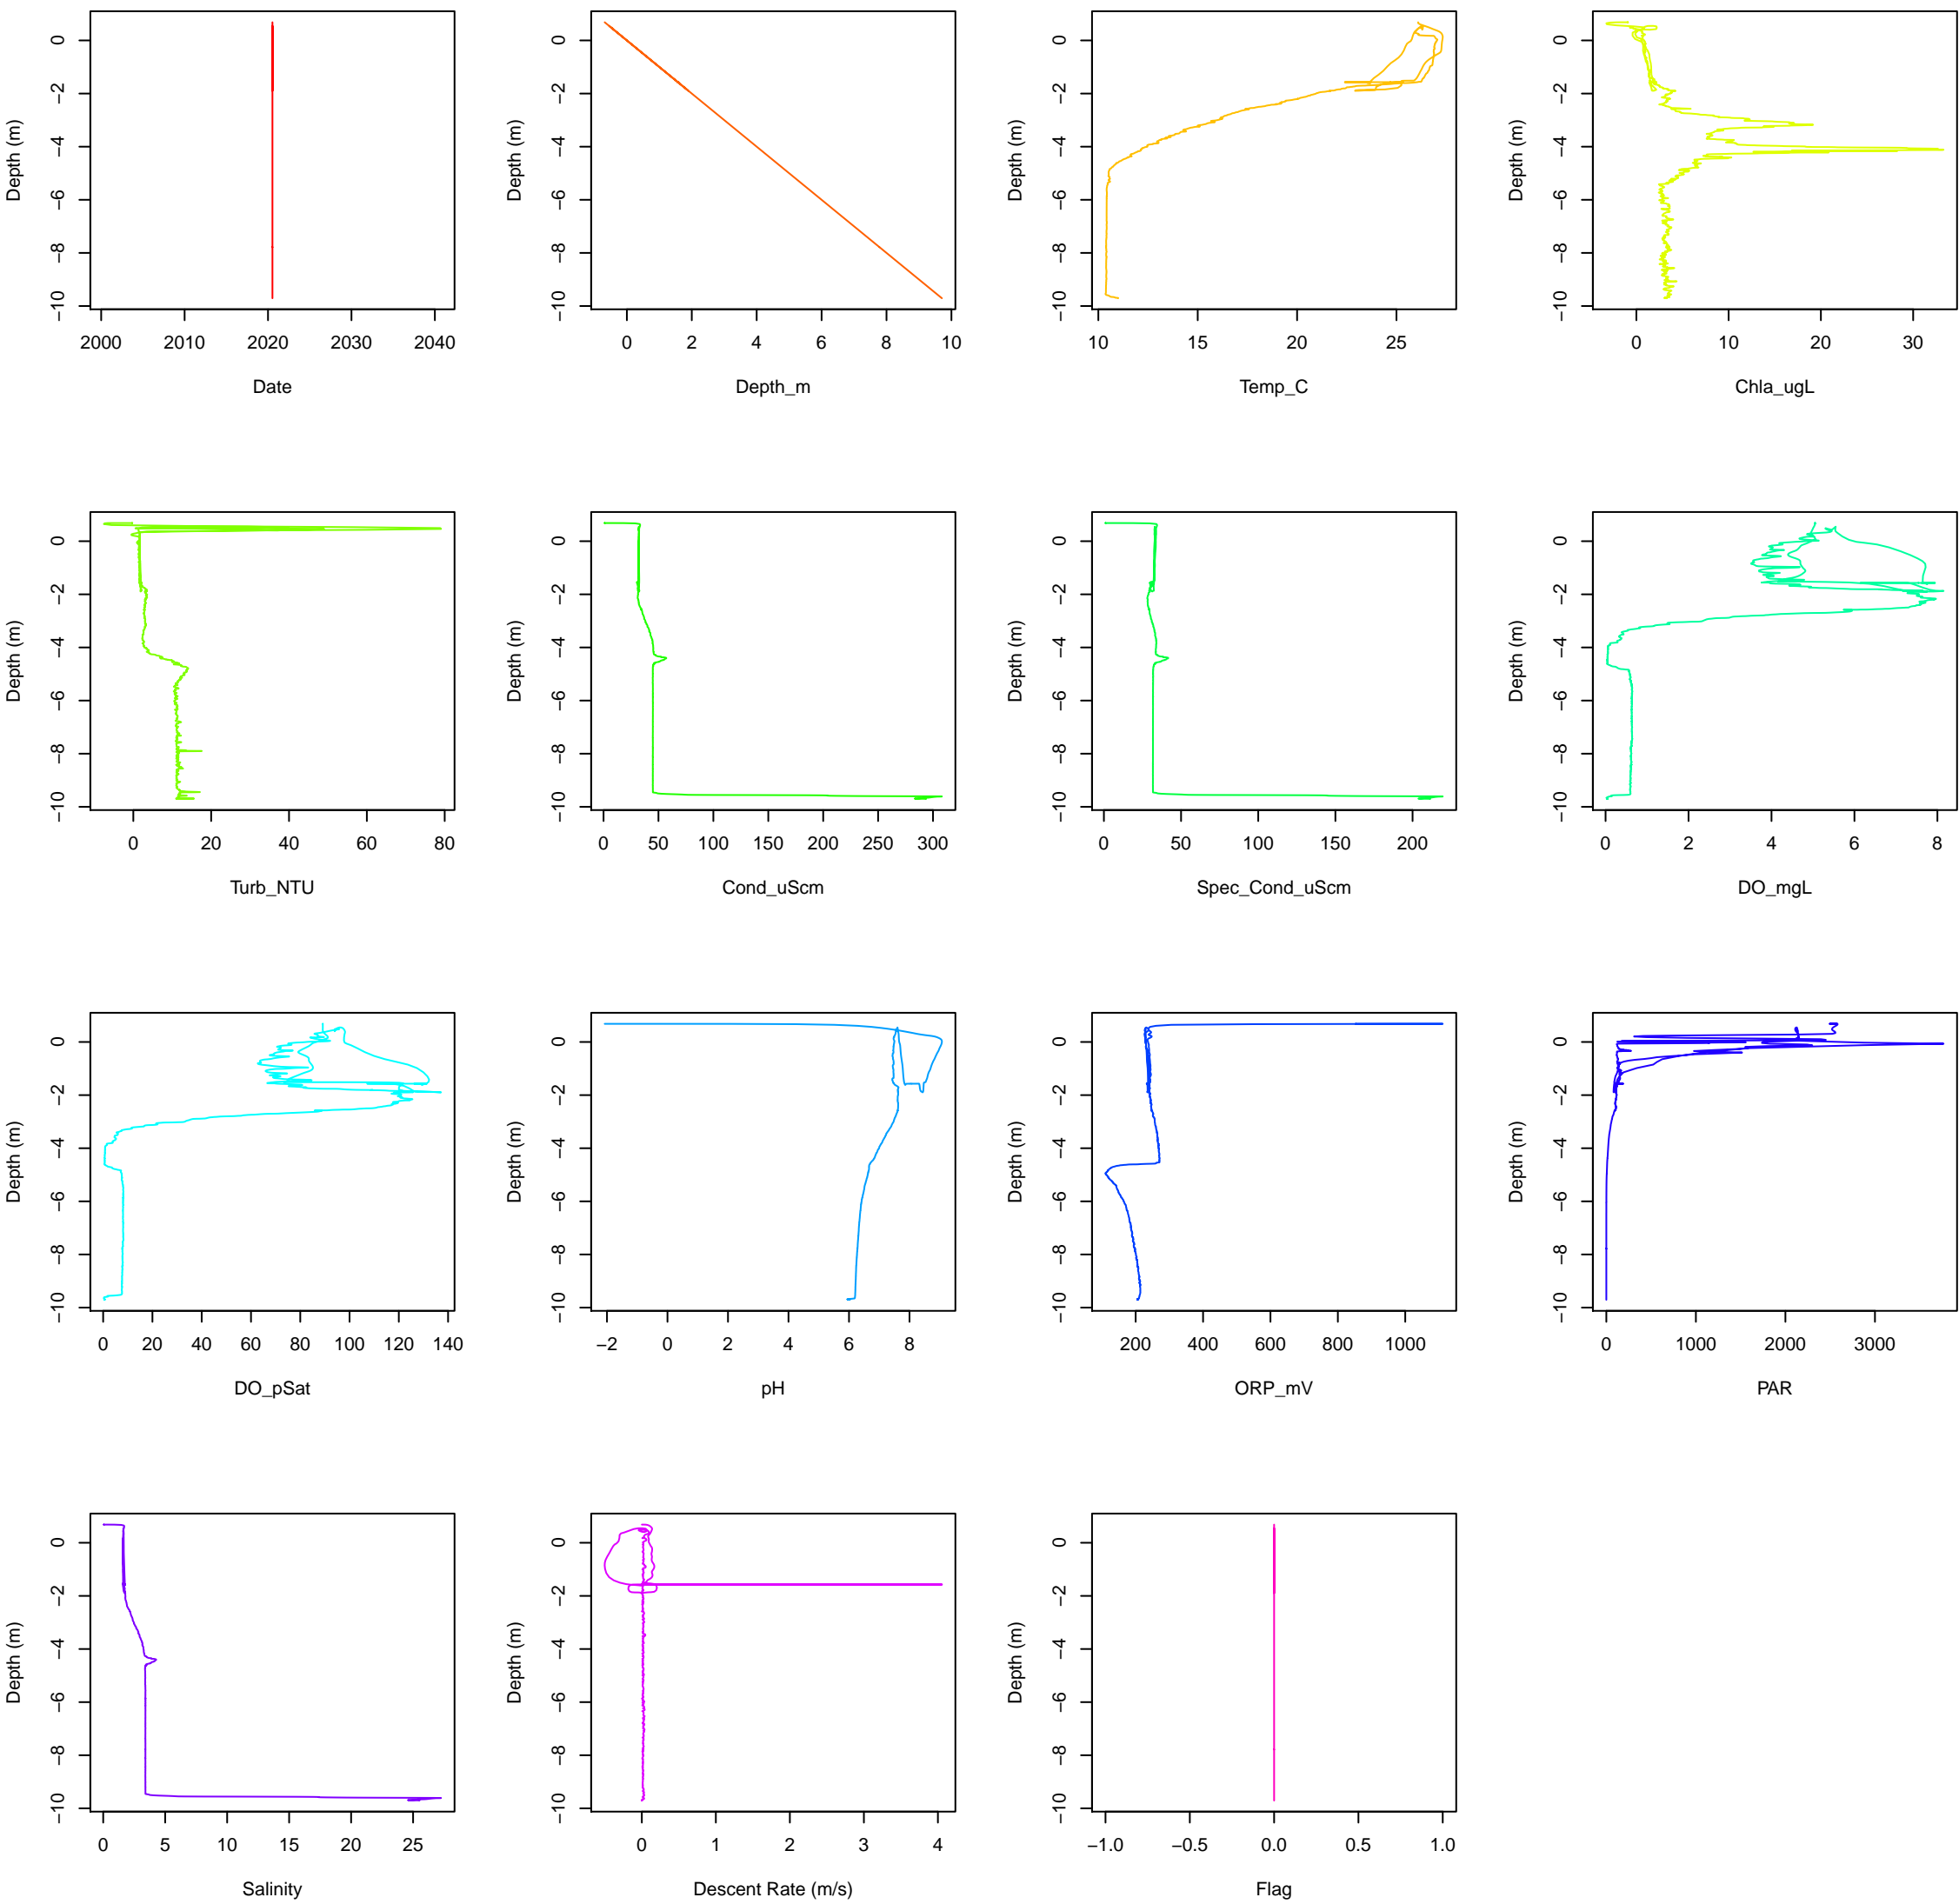 0 0 0 0
−2 −2 −2 −2
−4 −4 −4 −4
Depth (m) Depth (m) Depth (m) Depth (m)
−6 −6 −6 −6
−8 −8 −8 −8
−10 −10 −10 −10
2000 2010 2020 2030 2040 0 2 4 6 8 10 10 15 20 25 0 10 20 30
Date Depth_m Temp_C Chla_ugL
0 0 0 0
−2 −2 −2 −2
−4 −4 −4 −4
Depth (m) Depth (m) Depth (m) Depth (m)
−6 −6 −6 −6
−8 −8 −8 −8
−10 −10 −10 −10
0 20 40 60 80 0 50 100 150 200 250 300 0 50 100 150 200 0 2 4 6 8
Turb_NTU Cond_uScm Spec_Cond_uScm DO_mgL
0 0 0 0
−2 −2 −2 −2
−4 −4 −4 −4
Depth (m) Depth (m) Depth (m) Depth (m)
−6 −6 −6 −6
−8 −8 −8 −8
−10 −10 −10 −10
0 20 40 60 80 100 120 140 −2 0 2 4 6 8 200 400 600 800 1000 0 1000 2000 3000
DO_pSat pH ORP_mV PAR
0 0 0
−2 −2 −2
−4 −4 −4
Depth (m) Depth (m) Depth (m)
−6 −6 −6
−8 −8 −8
−10 −10 −10
0 5 10 15 20 25 0 1 2 3 4 −1.0 −0.5 0.0 0.5 1.0
Salinity Descent Rate (m/s) Flag